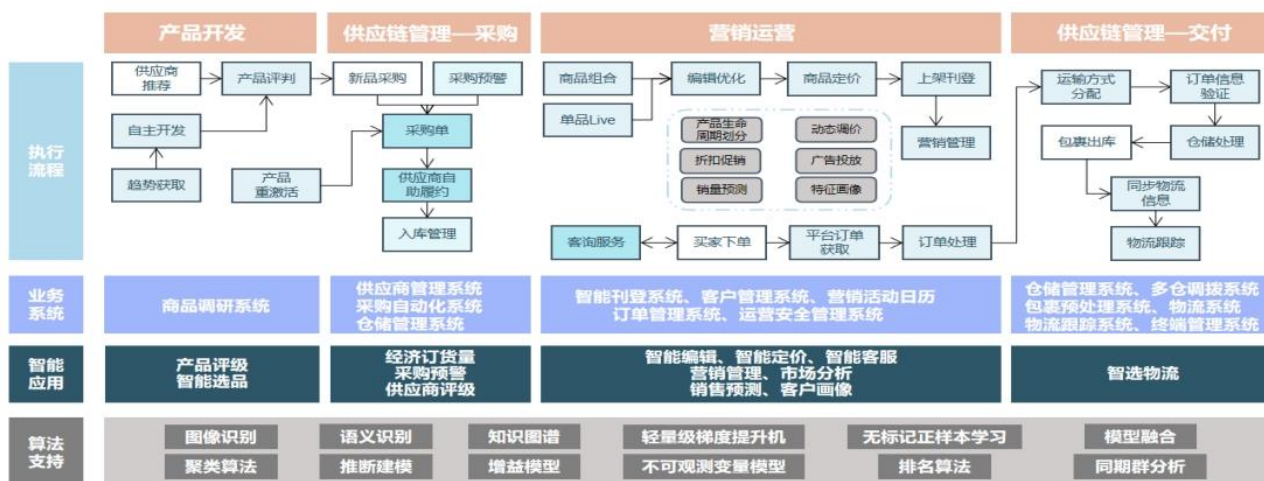 产品开发
供应链管理—采购
营销运营
供应链管理—交付
执行
流程
供应商
推荐
产品评判
新品采购
采购预警
自主开发
采购单
趋势获取
产品
重激活
供应商自
助履约
入库管理
商品组合
编辑优化
商品定价
上架刊登
单品Live
产品生命
周期划分
动态调价
营销管理
折扣促销
广告投放
销量预测
特征画像
客询服务
买家下单
平台订单
获取
订单处理
运输方式
分配
订单信息
验证
包裹出库
仓储处理
同步物流
信息
物流跟踪
业务
系统
商品调研系统
供应商管理系统
采购自动化系统
仓储管理系统
智能刊登系统、客户管理系统、营销活动日历
订单管理系统、运营安全管理系统
仓储管理系统、多仓调拨系统
包裹预处理系统、物流系统
物流跟踪系统、终端管理系统
智能
应用
产品评级
智能选品
经济订货量
采购预警
供应商评级
智能编辑、智能定价、智能客服
营销管理、市场分析
销售预测、客户画像
智选物流
算法
支持
图像识别
语义识别
知识图谱
轻量级梯度提升机
无标记正样本学习
模型融合
聚类算法
推断建模
增益模型
不可观测变量模型
排名算法
同期群分析